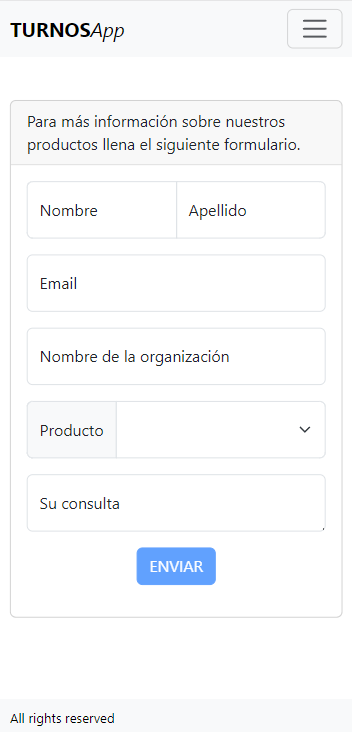 TURNOSApp
Para más información sobre nuestros
productos llena el siguiente formulario.
Nombre
Apellido
Email
Nombre de la organización
Producto
Su consulta
ENVIAR
All rights reserved